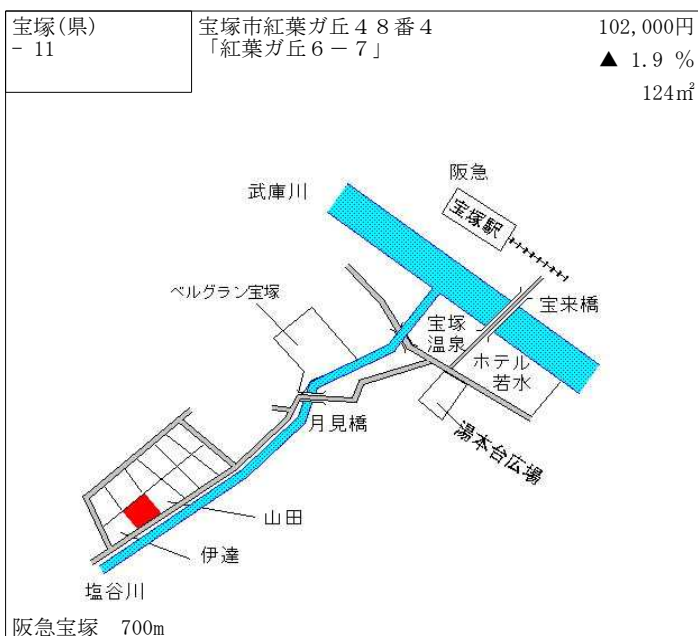 宝塚(県)
- 11
宝塚市紅葉ガ丘48番4
「紅葉ガ丘6-7」
102,000円
▲ 1.9 %
124㎡
阪急
武庫川
宝塚駅
ベルグラン宝塚
宝来橋
宝塚
温泉
ホテル
若水
月見橋
湯本台広場
山田
伊達
塩谷川
阪急宝塚 700m